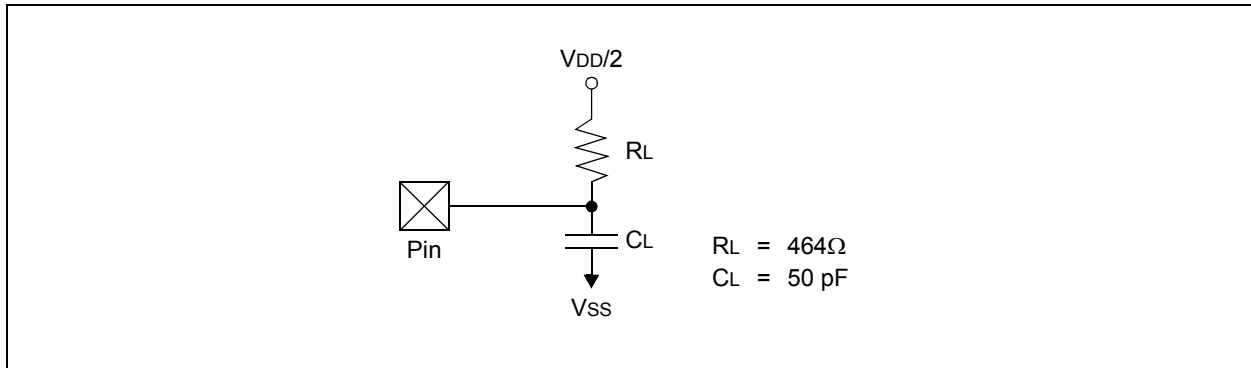 VDD/2
RL
Pin
CL
VSS
RL = 464Ω
CL = 50 pF